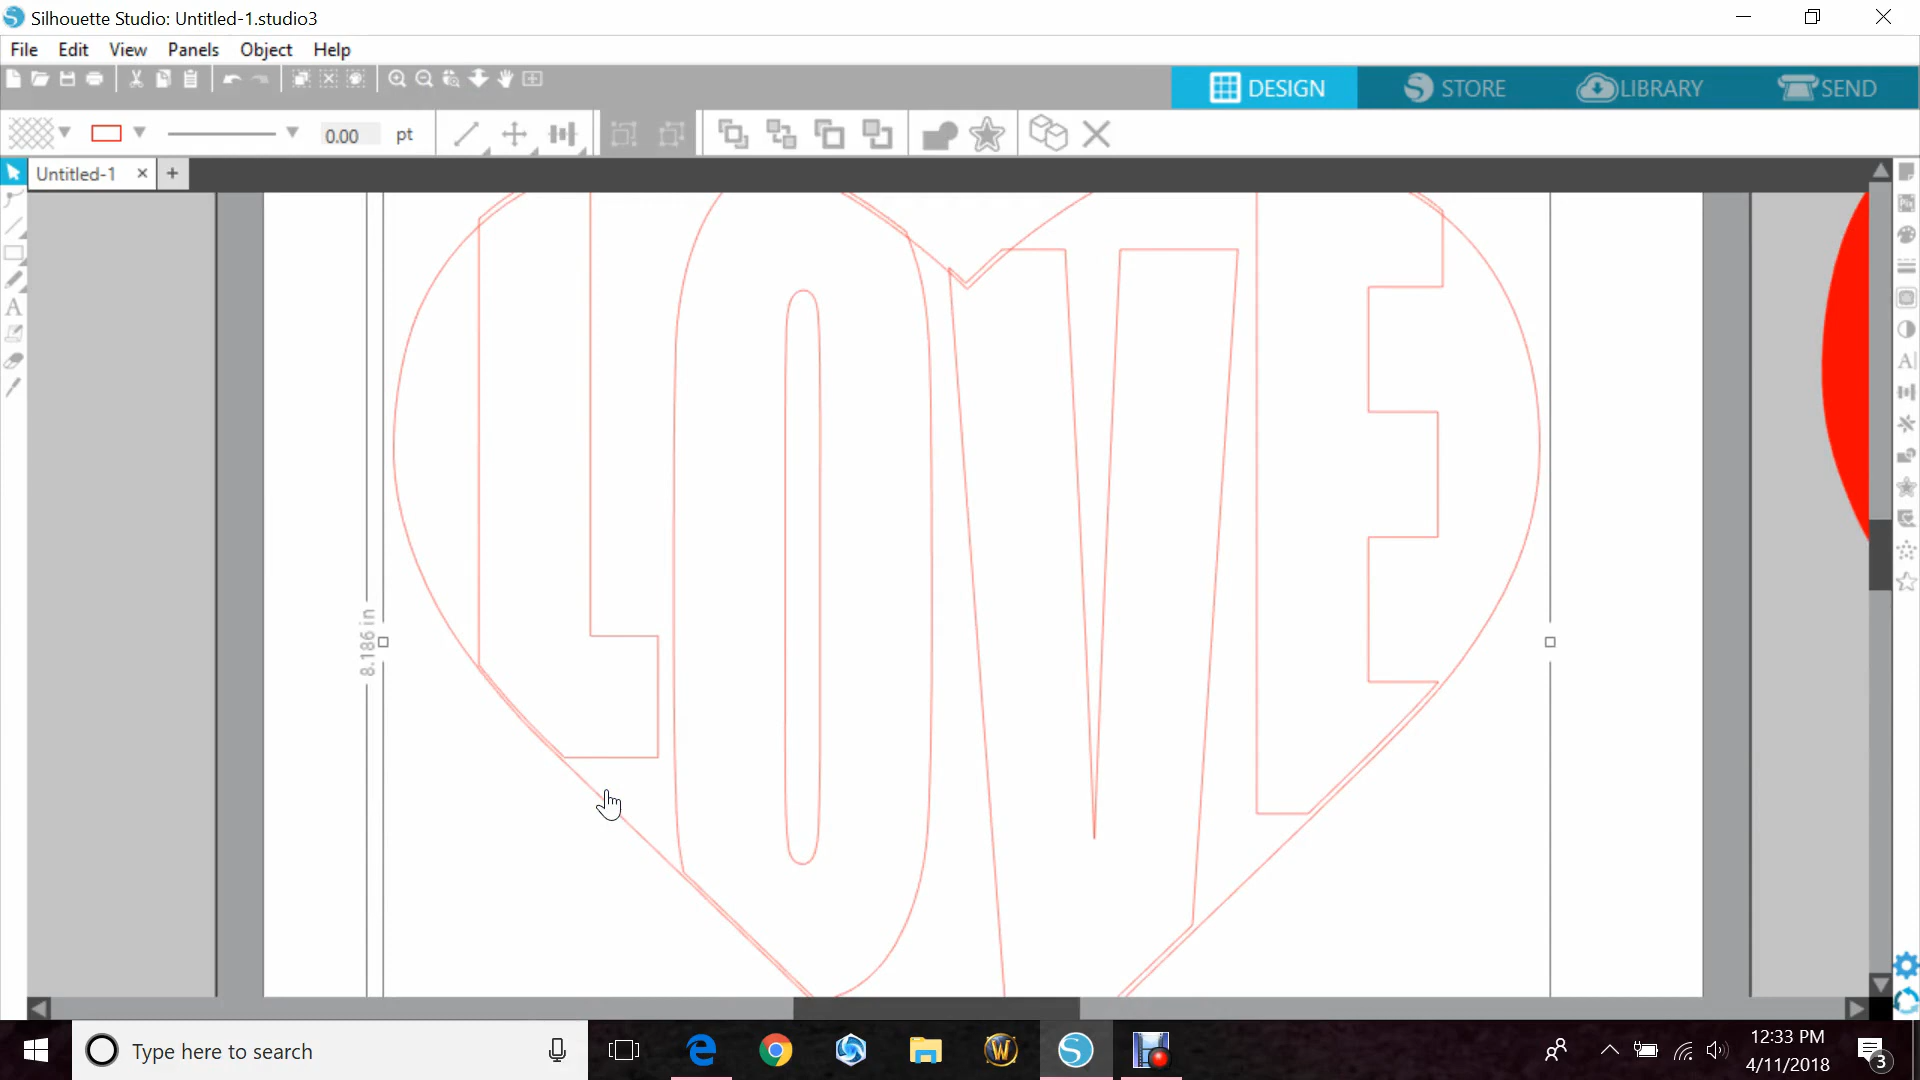 Silhouette Studio: Untitled-1.studio3
File Edit View Panels Object Help
DESIGN STORE LIBRARY SEND
0.00 pt
Untitled-1
8.186 in
LOVE
Type here to search
12:33 PM
4/11/2018
3